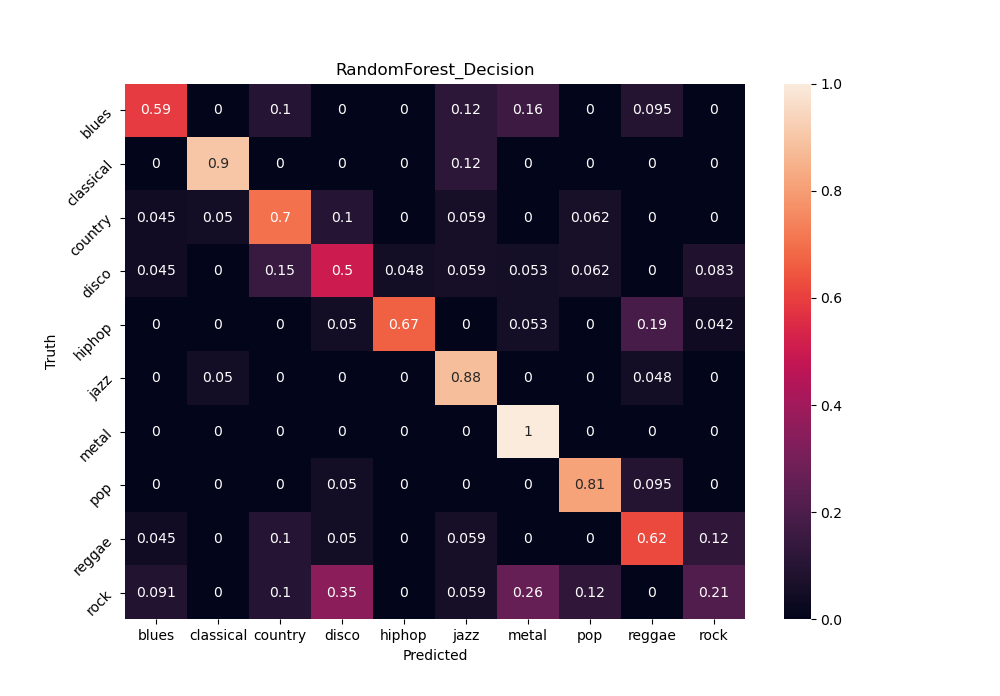 RandomForest_Decision
blues 0.59 0 0.1 0 0 0.12 0.16 0 0.095 0
classical 0 0.9 0 0 0 0.12 0 0 0 0
country 0.045 0.05 0.7 0.1 0 0.059 0 0.062 0 0
disco 0.045 0 0.15 0.5 0.048 0.059 0.053 0.062 0 0.083
hiphop 0 0 0 0.05 0.67 0 0.053 0 0.19 0.042
jazz 0 0.05 0 0 0 0.88 0 0 0.048 0
metal 0 0 0 0 0 0 1 0 0 0
pop 0 0 0 0.05 0 0 0 0.81 0.095 0
reggae 0.045 0 0.1 0.05 0 0.059 0 0 0.62 0.12
rock 0.091 0 0.1 0.35 0 0.059 0.26 0.12 0 0.21
blues classical country disco hiphop jazz metal pop reggae rock
Predicted
Truth
1.0
0.8
0.6
0.4
0.2
0.0